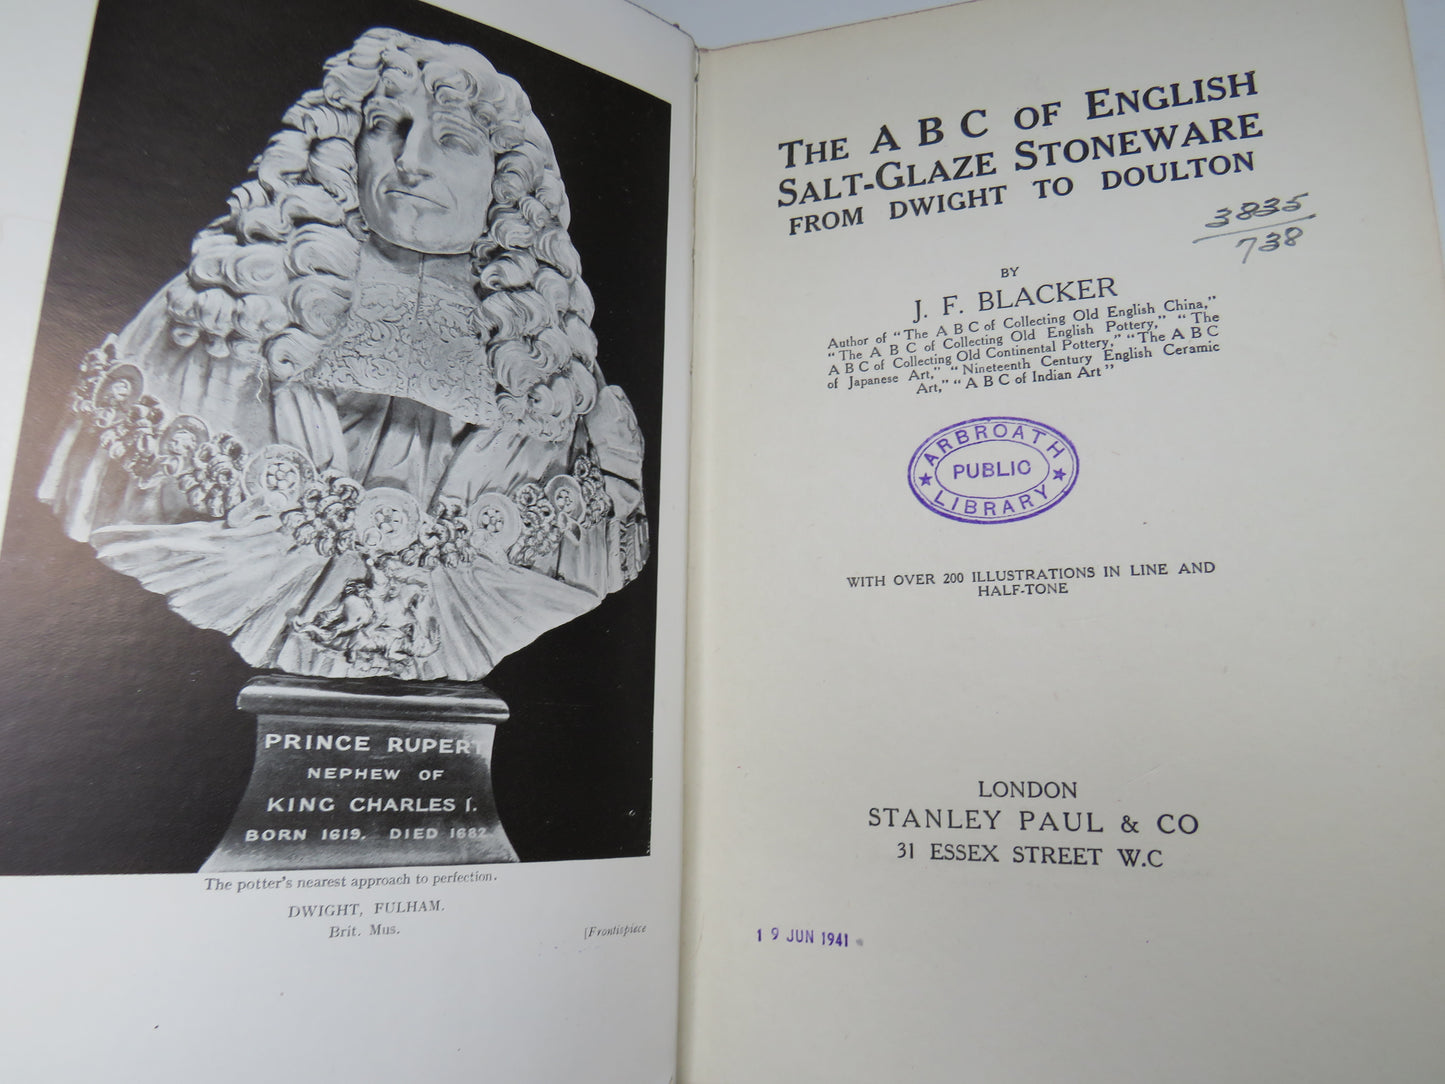 PRINCE RUPERT
NEPHEW OF
KING CHARLES I.
BORN 1619. DIED 1682.
The potter's nearest approach to perfection.
DWIGHT, FULHAM.
Brit. Mus.
[Frontispiece
THE A B C OF ENGLISH
SALT-GLAZE STONEWARE
FROM DWIGHT TO DOULTON
3835
738
BY
J. F. BLACKER
Author of "The A B C of Collecting Old English China,"
"The A B C of Collecting Old English Pottery," "The
A B C of Collecting Old Continental Pottery," "The A B C
of Japanese Art," "Nineteenth Century English Ceramic
Art," "A B C of Indian Art"
ARBROATH
PUBLIC
LIBRARY
WITH OVER 200 ILLUSTRATIONS IN LINE AND
HALF-TONE
LONDON
STANLEY PAUL & CO
31 ESSEX STREET W.C
19 JUN 1941